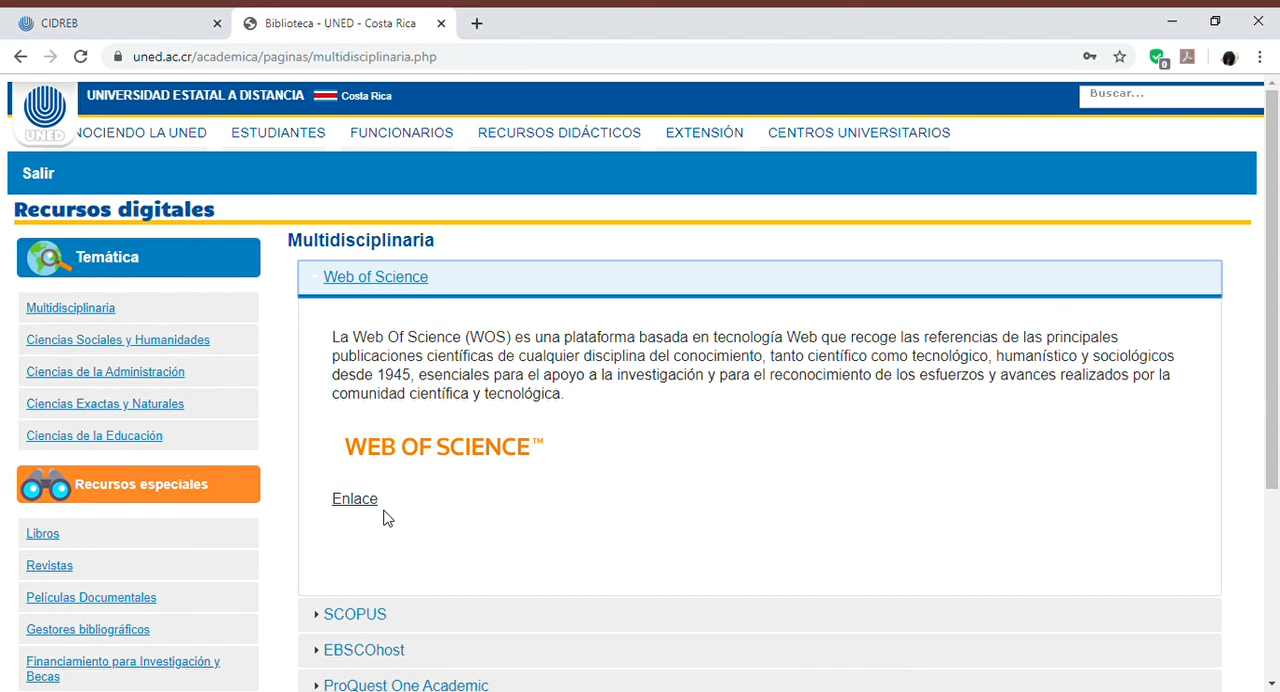 CIDREB
Biblioteca - UNED - Costa Rica
uned.ac.cr/academica/paginas/multidisciplinaria.php
0
UNIVERSIDAD ESTATAL A DISTANCIA Costa Rica
Buscar...
UNED
NOCIENDO LA UNED ESTUDIANTES FUNCIONARIOS RECURSOS DIDÁCTICOS EXTENSIÓN CENTROS UNIVERSITARIOS
Salir
Recursos digitales
Temática
Multidisciplinaria
Ciencias Sociales y Humanidades
Ciencias de la Administración
Ciencias Exactas y Naturales
Ciencias de la Educación
Recursos especiales
Libros
Revistas
Películas Documentales
Gestores bibliográficos
Financiamiento para Investigación y
Becas
Multidisciplinaria
Web of Science
La Web Of Science (WOS) es una plataforma basada en tecnología Web que recoge las referencias de las principales
publicaciones científicas de cualquier disciplina del conocimiento, tanto científico como tecnológico, humanístico y sociológicos
desde 1945, esenciales para el apoyo a la investigación y para el reconocimiento de los esfuerzos y avances realizados por la
comunidad científica y tecnológica.
WEB OF SCIENCE™
Enlace
SCOPUS
EBSCOhost
ProQuest One Academic